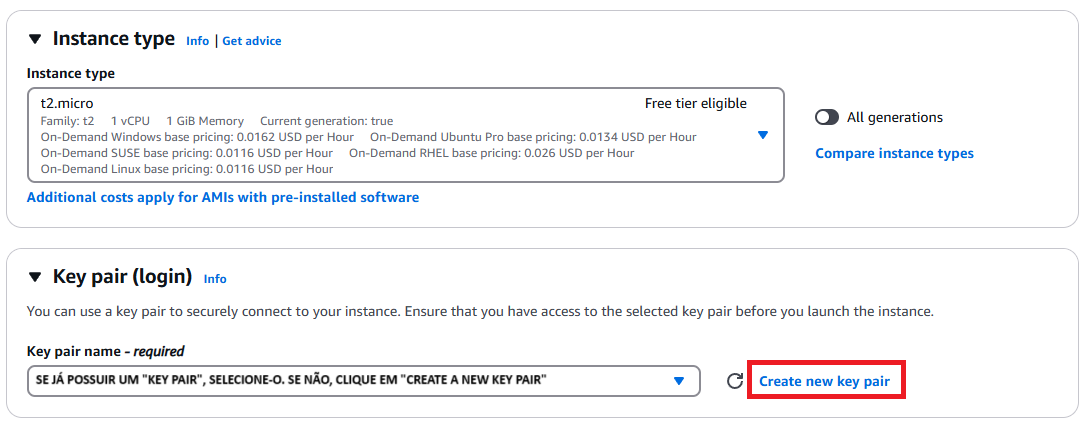 Instance type Info | Get advice
Instance type
t2.micro Free tier eligible
Family: t2 1 vCPU 1 GiB Memory Current generation: true
On-Demand Windows base pricing: 0.0162 USD per Hour On-Demand Ubuntu Pro base pricing: 0.0134 USD per Hour
On-Demand SUSE base pricing: 0.0116 USD per Hour On-Demand RHEL base pricing: 0.026 USD per Hour
On-Demand Linux base pricing: 0.0116 USD per Hour
All generations
Compare instance types
Additional costs apply for AMIs with pre-installed software
Key pair (login) Info
You can use a key pair to securely connect to your instance. Ensure that you have access to the selected key pair before you launch the instance.
Key pair name - required
SE JÁ POSSUIR UM "KEY PAIR", SELECIONE-O. SE NÃO, CLIQUE EM "CREATE A NEW KEY PAIR"
Create new key pair